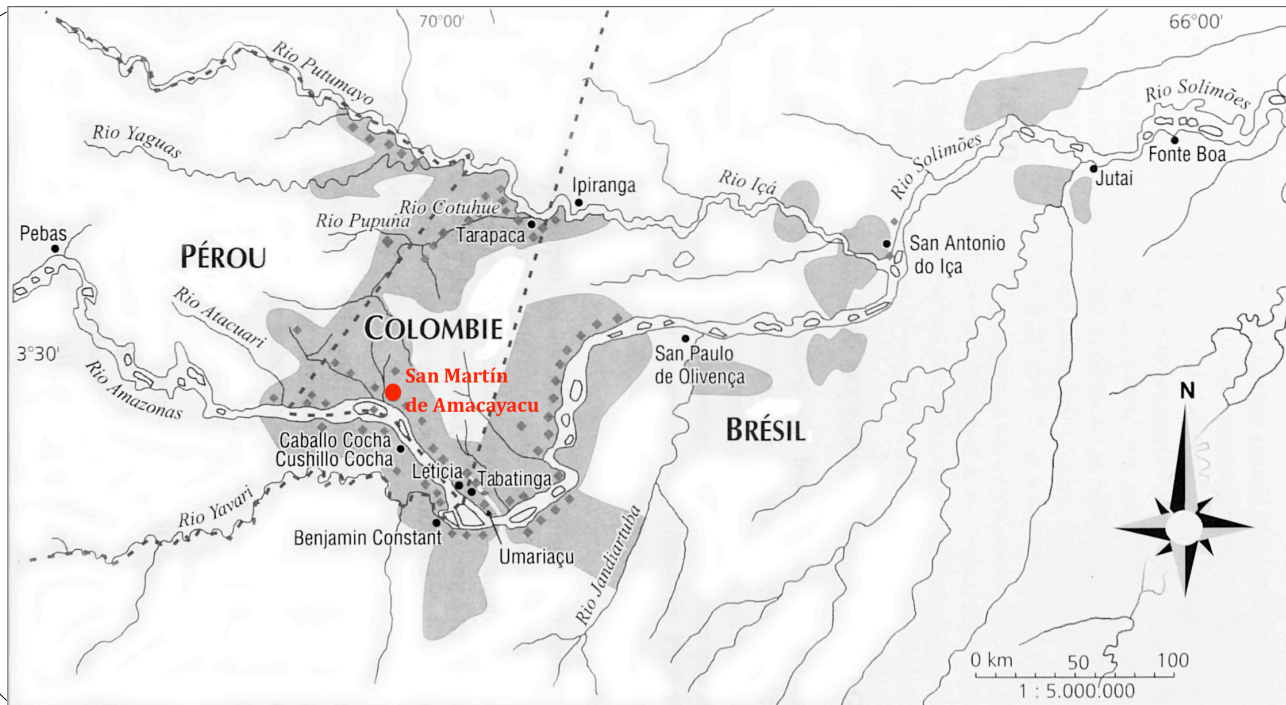 70°00'
66°00'
Rio Putumayo
Rio Solimões
Rio Yaguas
Fonte Boa
Rio Solimões
Jutai
Ipiranga
Rio Içá
Rio Cotuhue
Rio Pupuña
Tarapaca
Pebas
San Antonio
do Iça
PÉROU
Rio Atacuari
COLOMBIE
3°30'
San Paulo
de Olivença
Rio Amazonas
San Martín
de Amacayacu
BRÉSIL
N
Caballo Cocha
Cushillo Cocha
Leticia
Tabatinga
Rio Yavari
Benjamin Constant
Umariaçu
Rio Jandiartuba
0 km 50 100
1 : 5.000.000